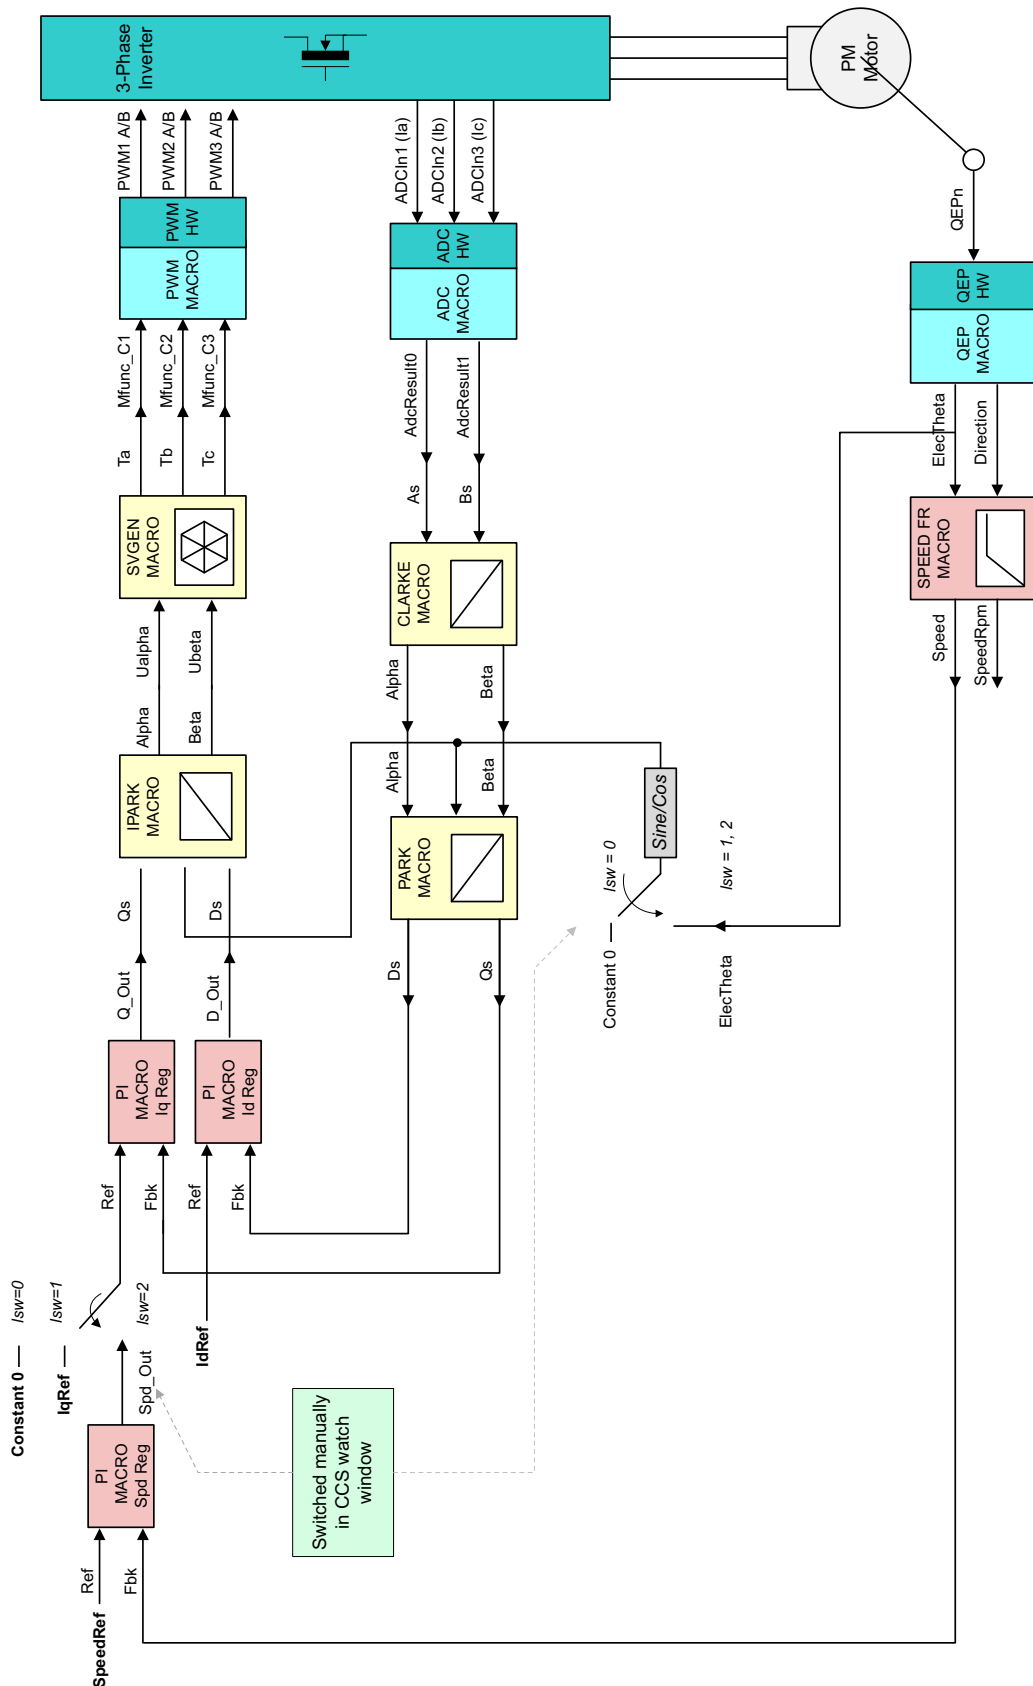 Constant 0
Isw=0
IqRef
Isw=1
Isw=2
SpeedRef
Ref
Fbk
PI
MACRO
Spd Reg
Spd_Out
Ref
Fbk
PI
MACRO
Iq Reg
Q_Out
Qs
IdRef
Ref
Fbk
PI
MACRO
Id Reg
D_Out
Ds
IPARK
MACRO
Alpha
Beta
Ualpha
Ubeta
SVGEN
MACRO
Ta
Tb
Tc
Mfunc_C1
Mfunc_C2
Mfunc_C3
PWM
MACRO
PWM
HW
PWM1 A/B
PWM2 A/B
PWM3 A/B
3-Phase
Inverter
Switched manually
in CCS watch
window
Ds
Qs
PARK
MACRO
Alpha
Beta
Alpha
Beta
CLARKE
MACRO
As
Bs
AdcResult0
AdcResult1
ADC
MACRO
ADC
HW
ADCIn1 (Ia)
ADCIn2 (Ib)
ADCIn3 (Ic)
Constant 0
Isw = 0
Sine/Cos
ElecTheta
Isw = 1, 2
PM
Motor
Speed
SpeedRpm
SPEED FR
MACRO
ElecTheta
Direction
QEP
MACRO
QEP
HW
QEPn